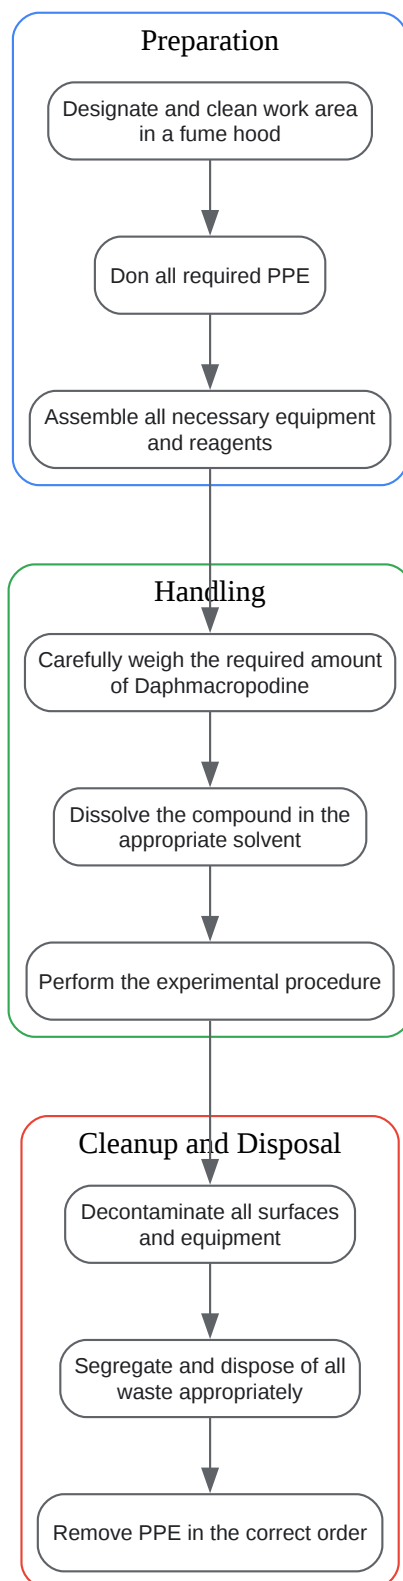 Preparation
Designate and clean work area
in a fume hood
Don all required PPE
Assemble all necessary equipment
and reagents
Handling
Carefully weigh the required amount
of Daphmacropodine
Dissolve the compound in the
appropriate solvent
Perform the experimental procedure
Cleanup and Disposal
Decontaminate all surfaces
and equipment
Segregate and dispose of all
waste appropriately
Remove PPE in the correct order